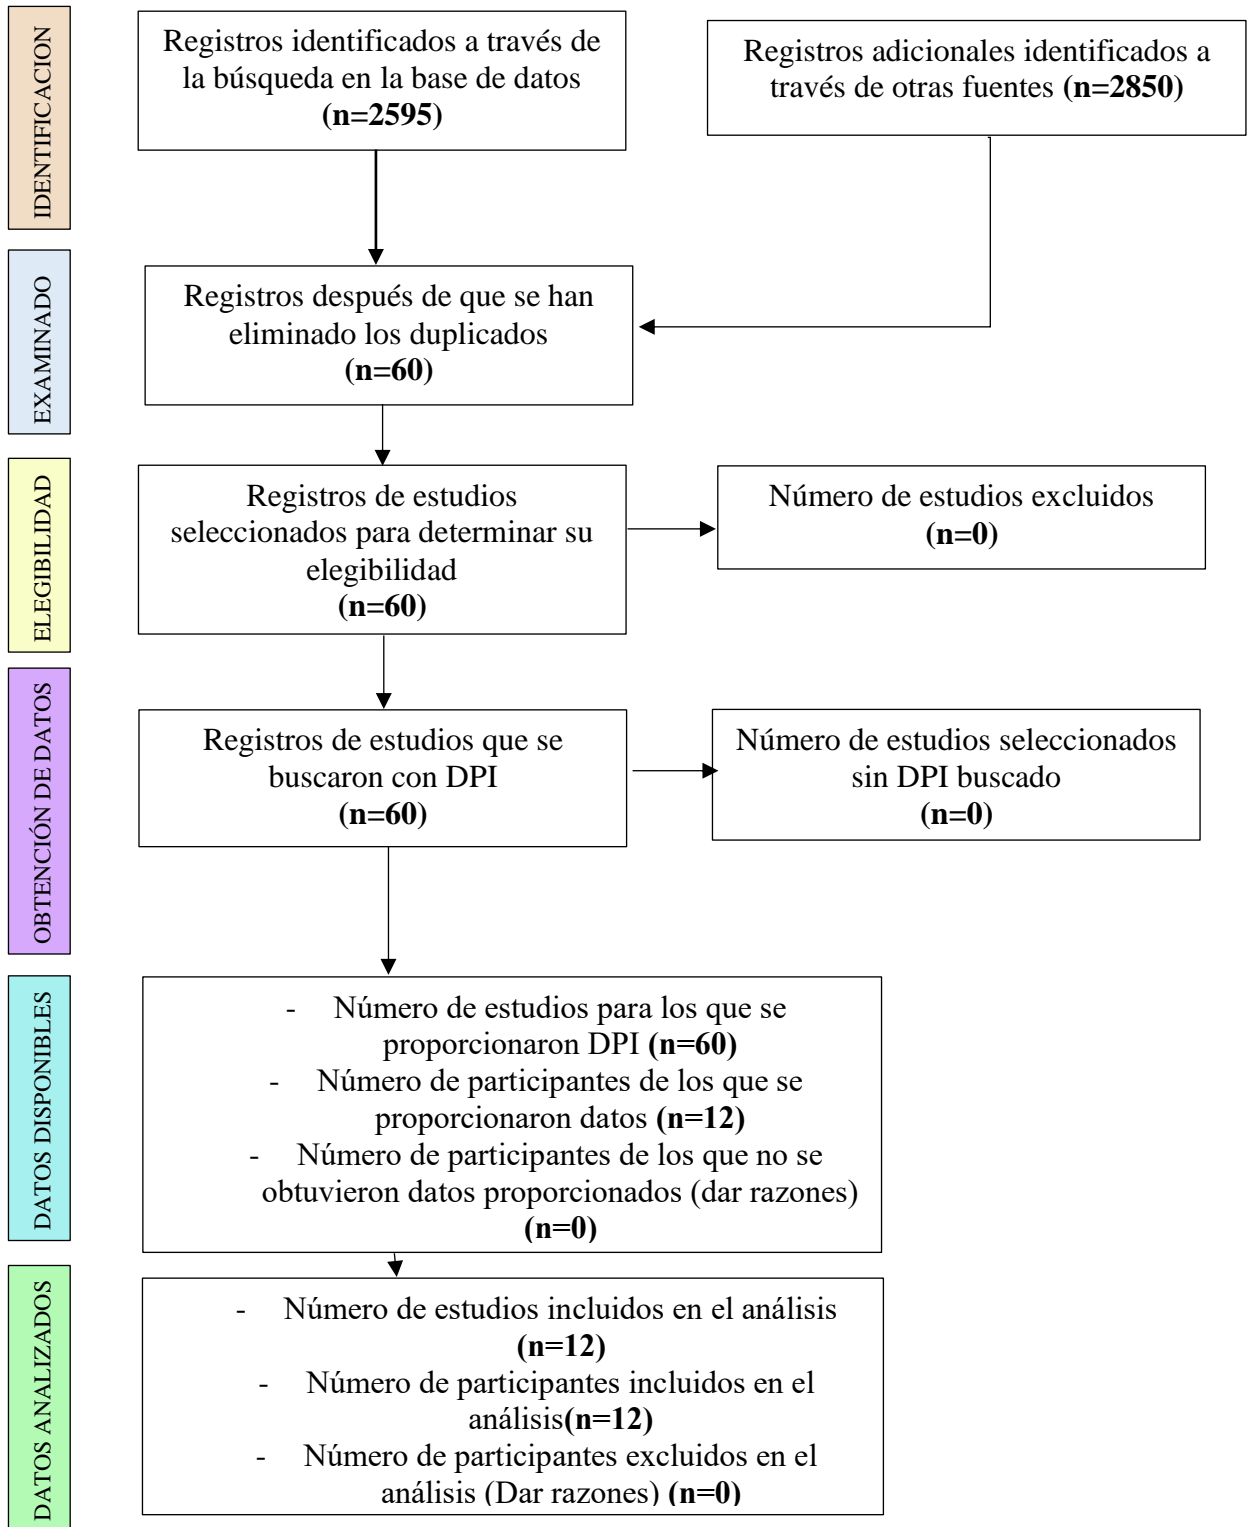 IDENTIFICACION
Registros identificados a través de
la búsqueda en la base de datos
(n=2595)
Registros adicionales identificados a
través de otras fuentes (n=2850)
EXAMINADO
Registros después de que se han
eliminado los duplicados
(n=60)
ELEGIBILIDAD
Registros de estudios
seleccionados para determinar su
elegibilidad
(n=60)
Número de estudios excluidos
(n=0)
OBTENCIÓN DE DATOS
Registros de estudios que se
buscaron con DPI
(n=60)
Número de estudios seleccionados
sin DPI buscado
(n=0)
DATOS DISPONIBLES
- Número de estudios para los que se
proporcionaron DPI (n=60)
- Número de participantes de los que se
proporcionaron datos (n=12)
- Número de participantes de los que no se
obtuvieron datos proporcionados (dar razones)
(n=0)
DATOS ANALIZADOS
- Número de estudios incluidos en el análisis
(n=12)
- Número de participantes incluidos en el
análisis(n=12)
- Número de participantes excluidos en el
análisis (Dar razones) (n=0)